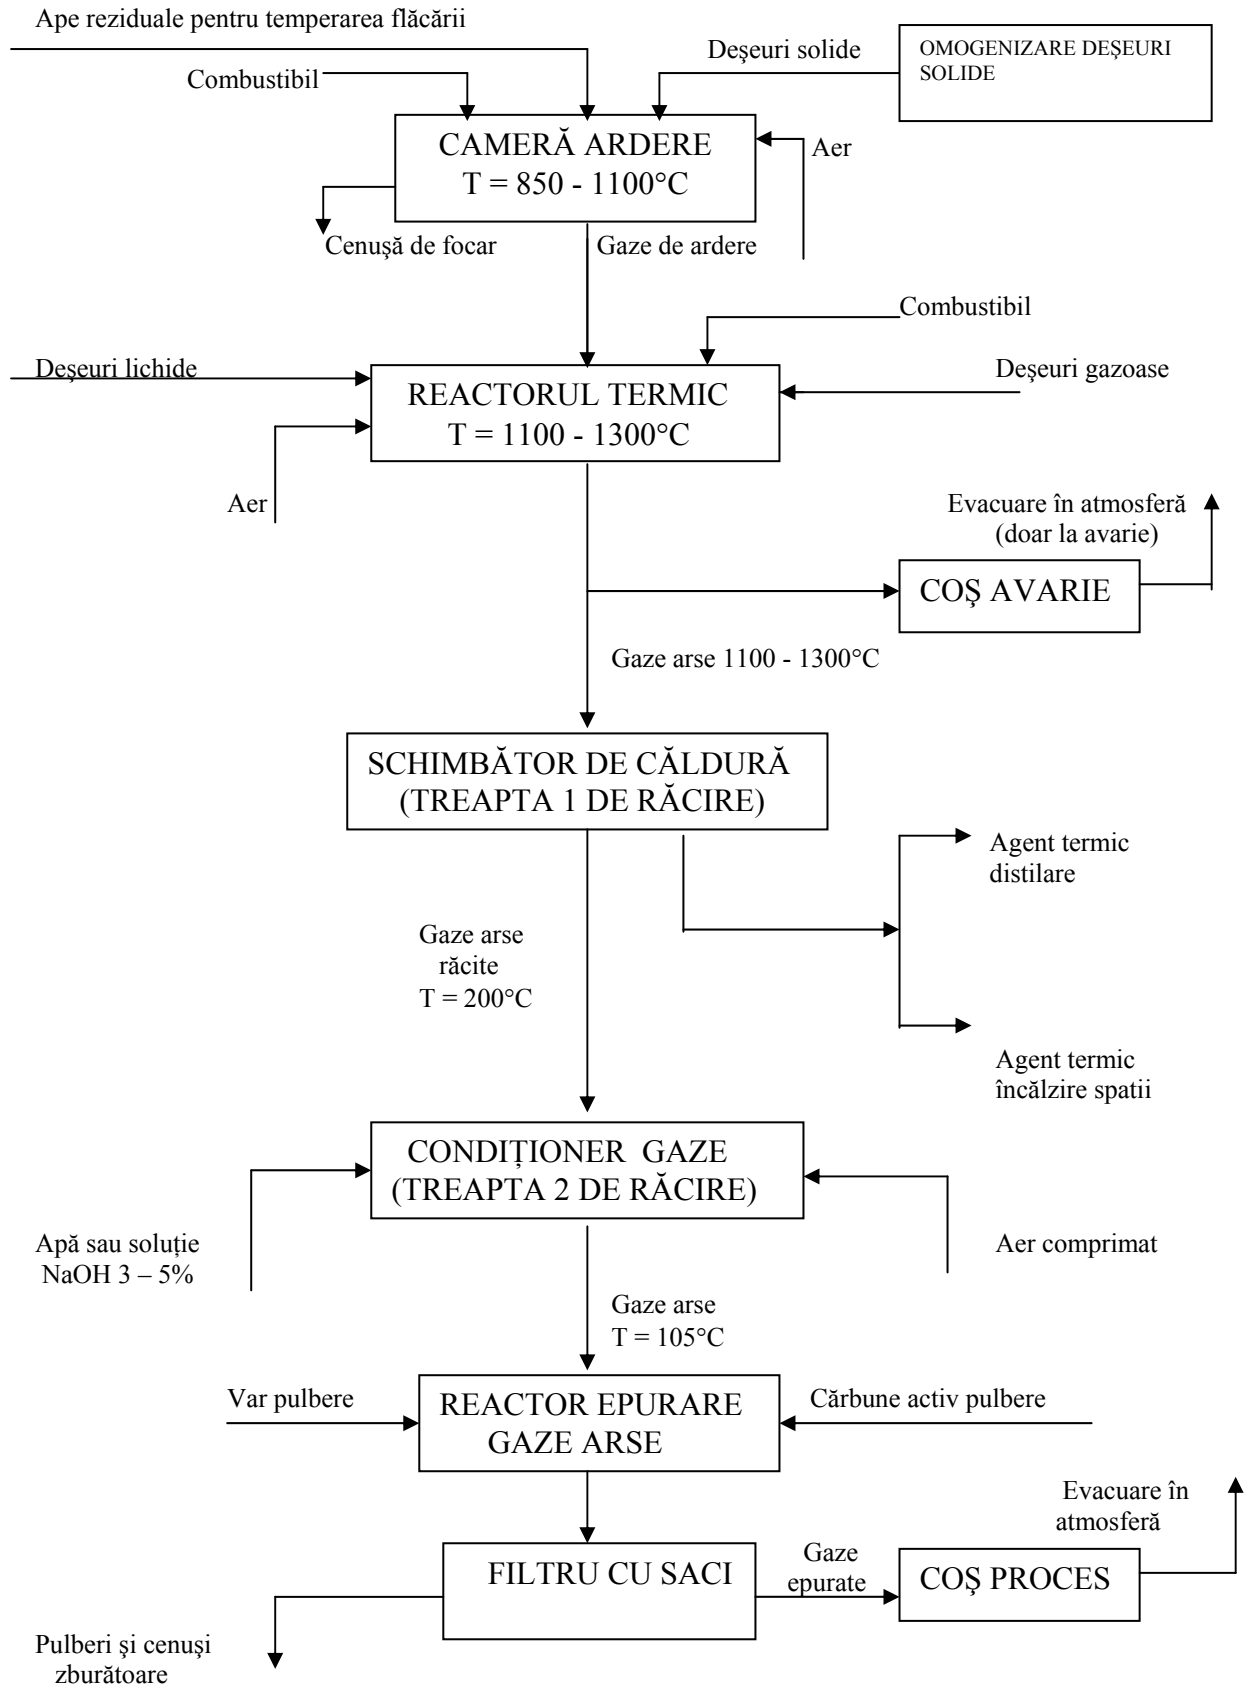 Ape reziduale pentru temperarea flăcării
Deşeuri solide
OMOGENIZARE DEŞEURI
SOLIDE
Combustibil
CAMERĂ ARDERE
T = 850 - 1100°C
Aer
Cenuşă de focar
Gaze de ardere
Combustibil
Deşeuri lichide
Deşeuri gazoase
REACTORUL TERMIC
T = 1100 - 1300°C
Aer
Evacuare în atmosferă
(doar la avarie)
COŞ AVARIE
Gaze arse 1100 - 1300°C
SCHIMBĂTOR DE CĂLDURĂ
(TREAPTA 1 DE RĂCIRE)
Agent termic
distilare
Gaze arse
răcite
T = 200°C
Agent termic
încălzire spatii
CONDIȚIONER GAZE
(TREAPTA 2 DE RĂCIRE)
Apă sau soluție
NaOH 3 – 5%
Aer comprimat
Gaze arse
T = 105°C
Var pulbere
REACTOR EPURARE
GAZE ARSE
Cărbune activ pulbere
Evacuare în
atmosferă
FILTRU CU SACI
Gaze
epurate
COŞ PROCES
Pulberi şi cenuşi
zburătoare